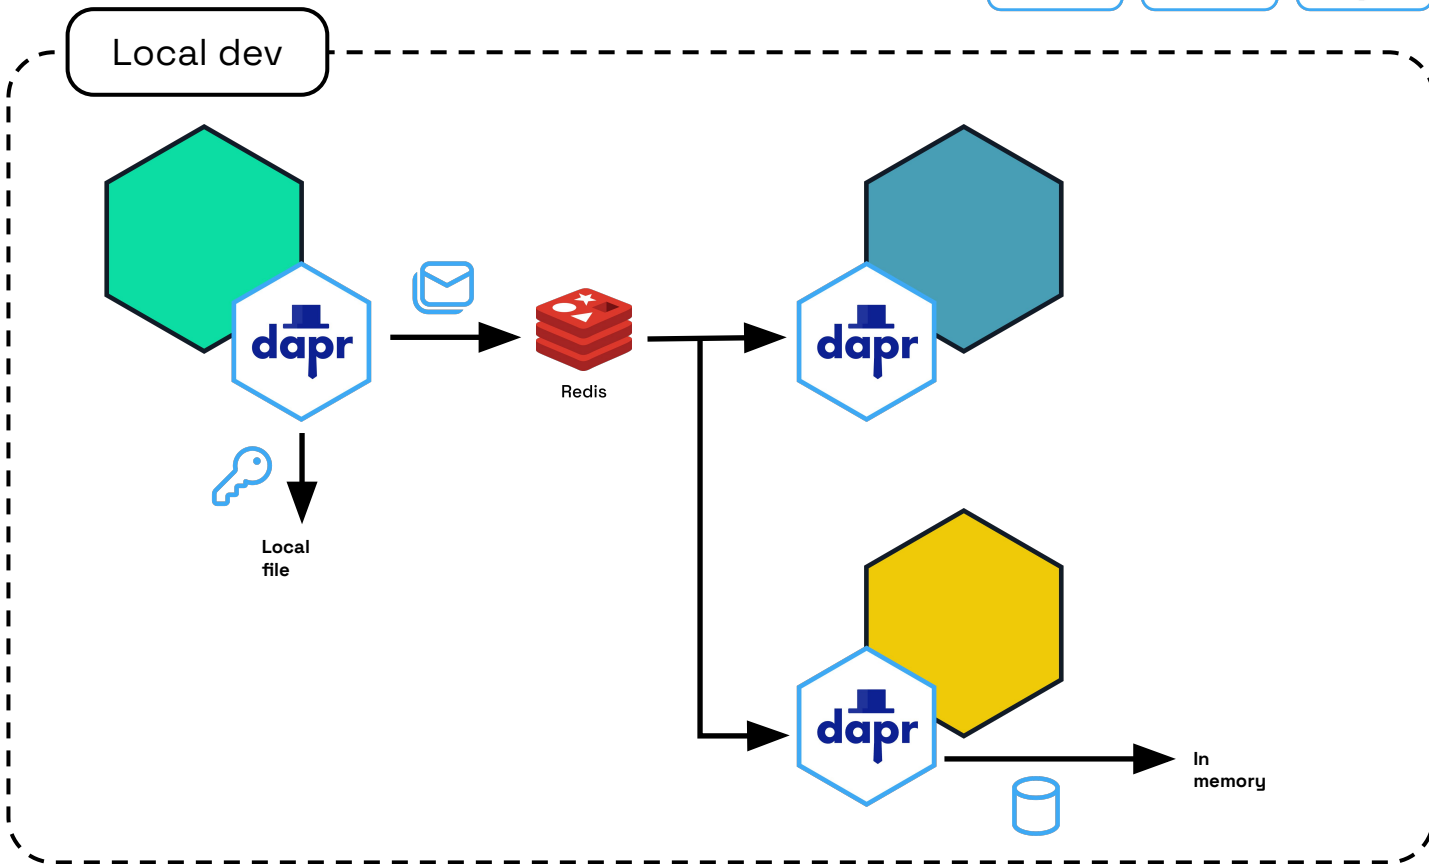 Local dev
dapr
Redis
dapr
Local
file
dapr
In
memory